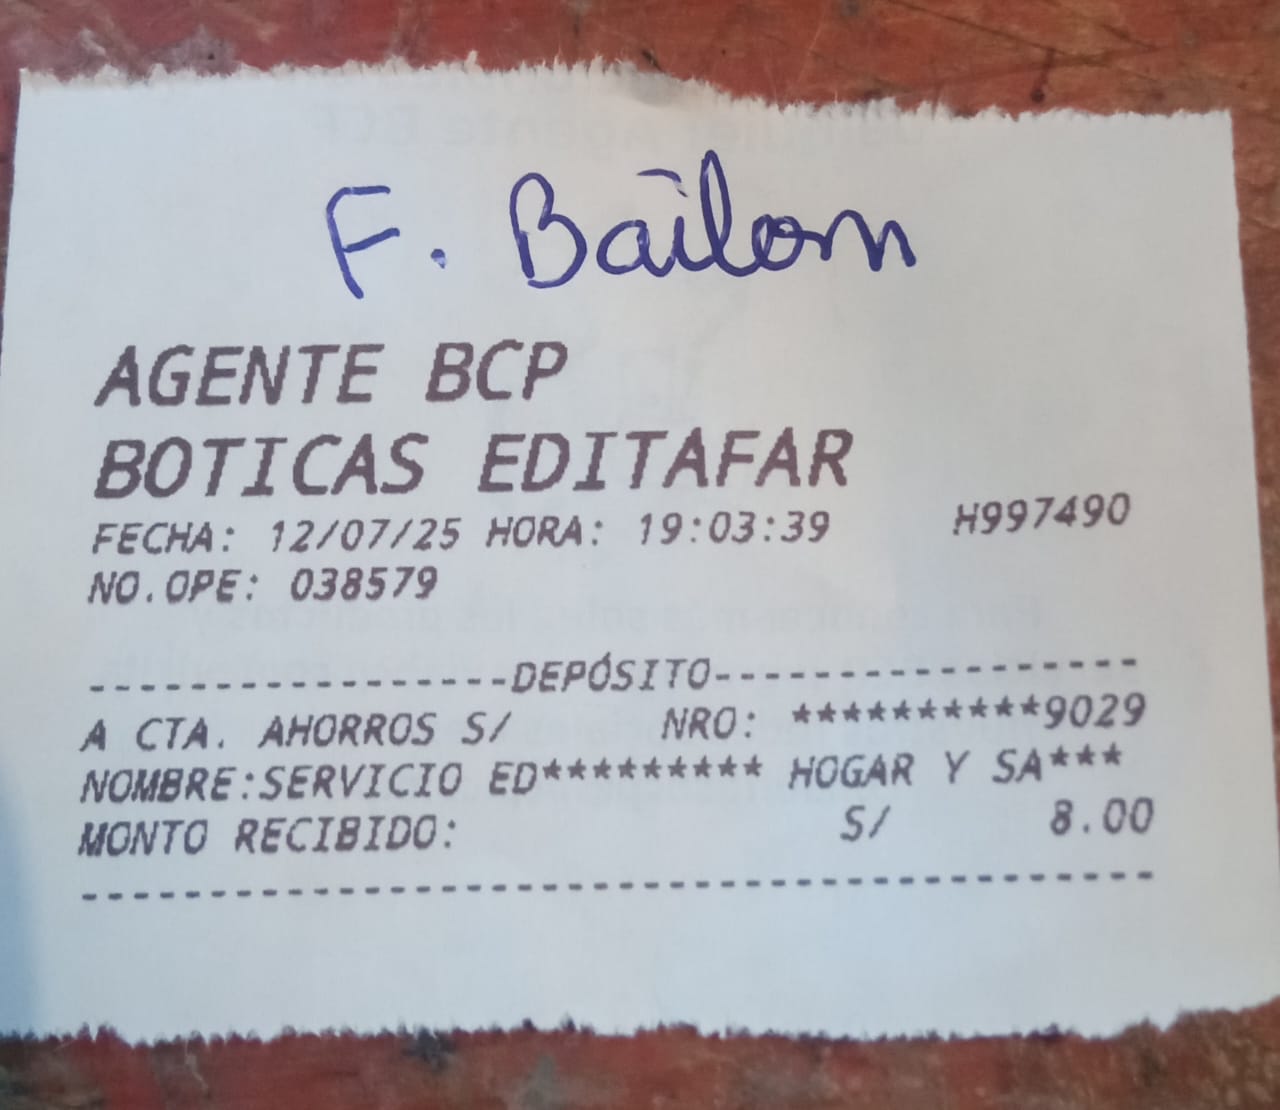 F. Bailom
AGENTE BCP
BOTICAS EDITAFAR
FECHA: 12/07/25 HORA: 19:03:39 H997490
NO.OPE: 038579
-----------------DEPÓSITO-----------------
A CTA. AHORROS S/ NRO: **********9029
NOMBRE:SERVICIO ED********* HOGAR Y SA***
MONTO RECIBIDO: S/ 8.00
------------------------------------------